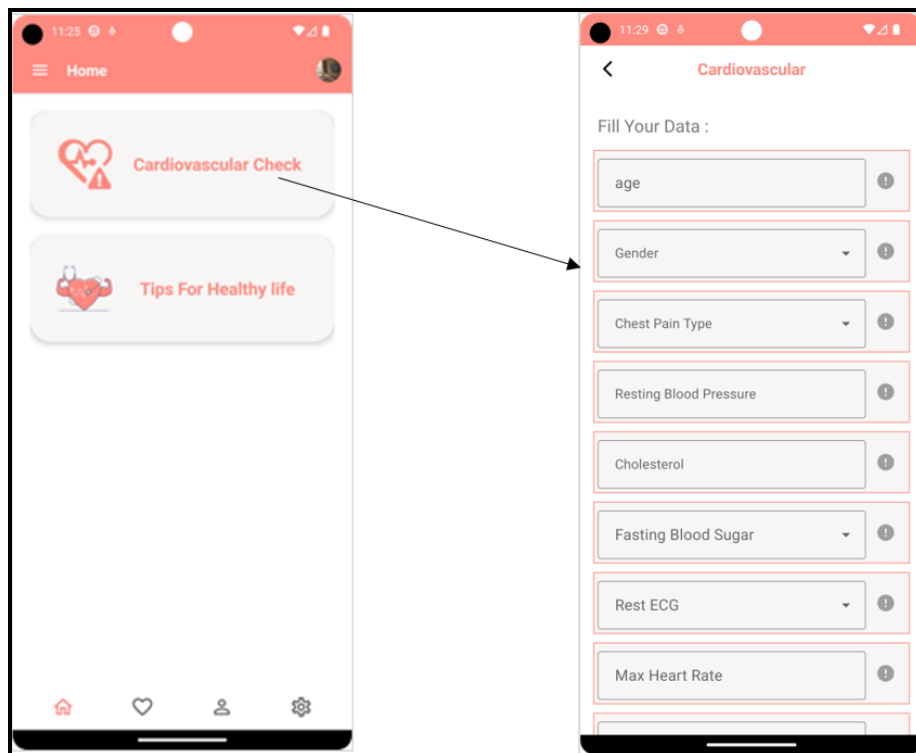 11:25
Home
Cardiovascular Check
Tips For Healthy life
11:29
Cardiovascular
Fill Your Data :
age
Gender
Chest Pain Type
Resting Blood Pressure
Cholesterol
Fasting Blood Sugar
Rest ECG
Max Heart Rate